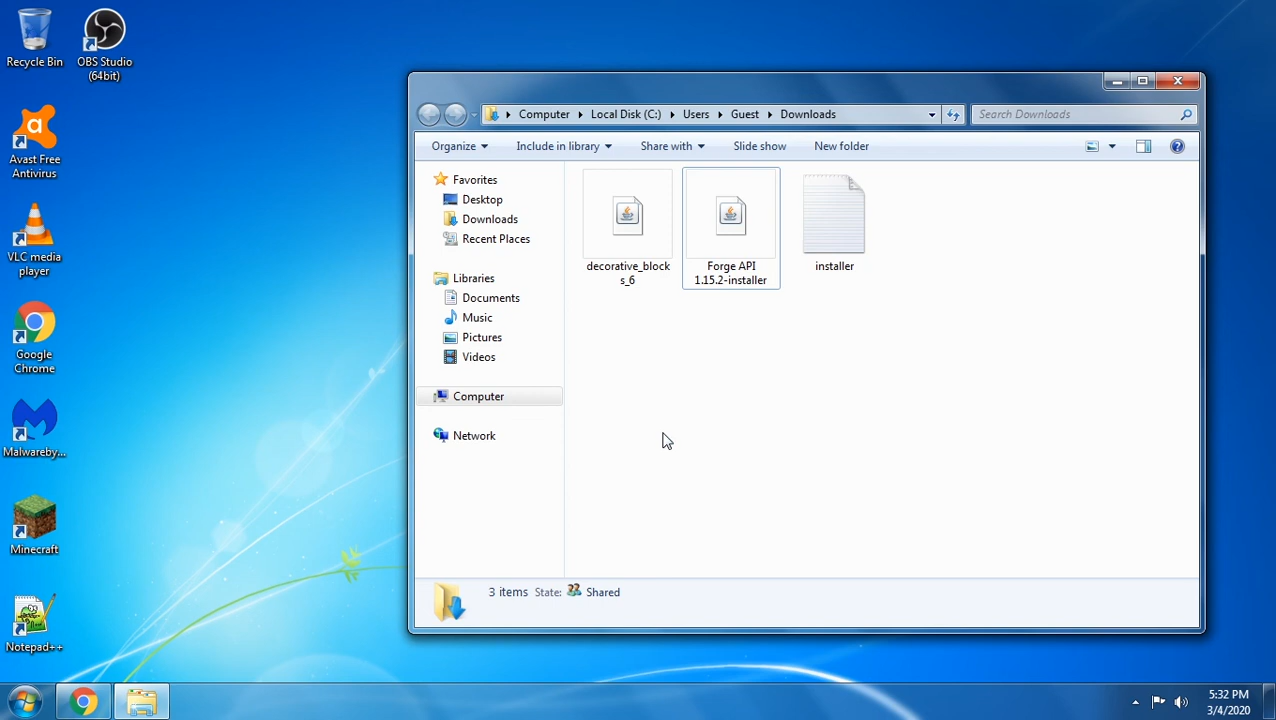 Recycle Bin
OBS Studio
(64bit)
Avast Free
Antivirus
VLC media
player
Google
Chrome
Malwareby...
Minecraft
Notepad++
Computer
Local Disk (C:)
Users
Guest
Downloads
Search Downloads
Organize
Include in library
Share with
Slide show
New folder
Favorites
Desktop
Downloads
Recent Places
Libraries
Documents
Music
Pictures
Videos
Computer
Network
decorative_block
s_6
Forge API
1.15.2-installer
installer
3 items State: Shared
5:32 PM
3/4/2020